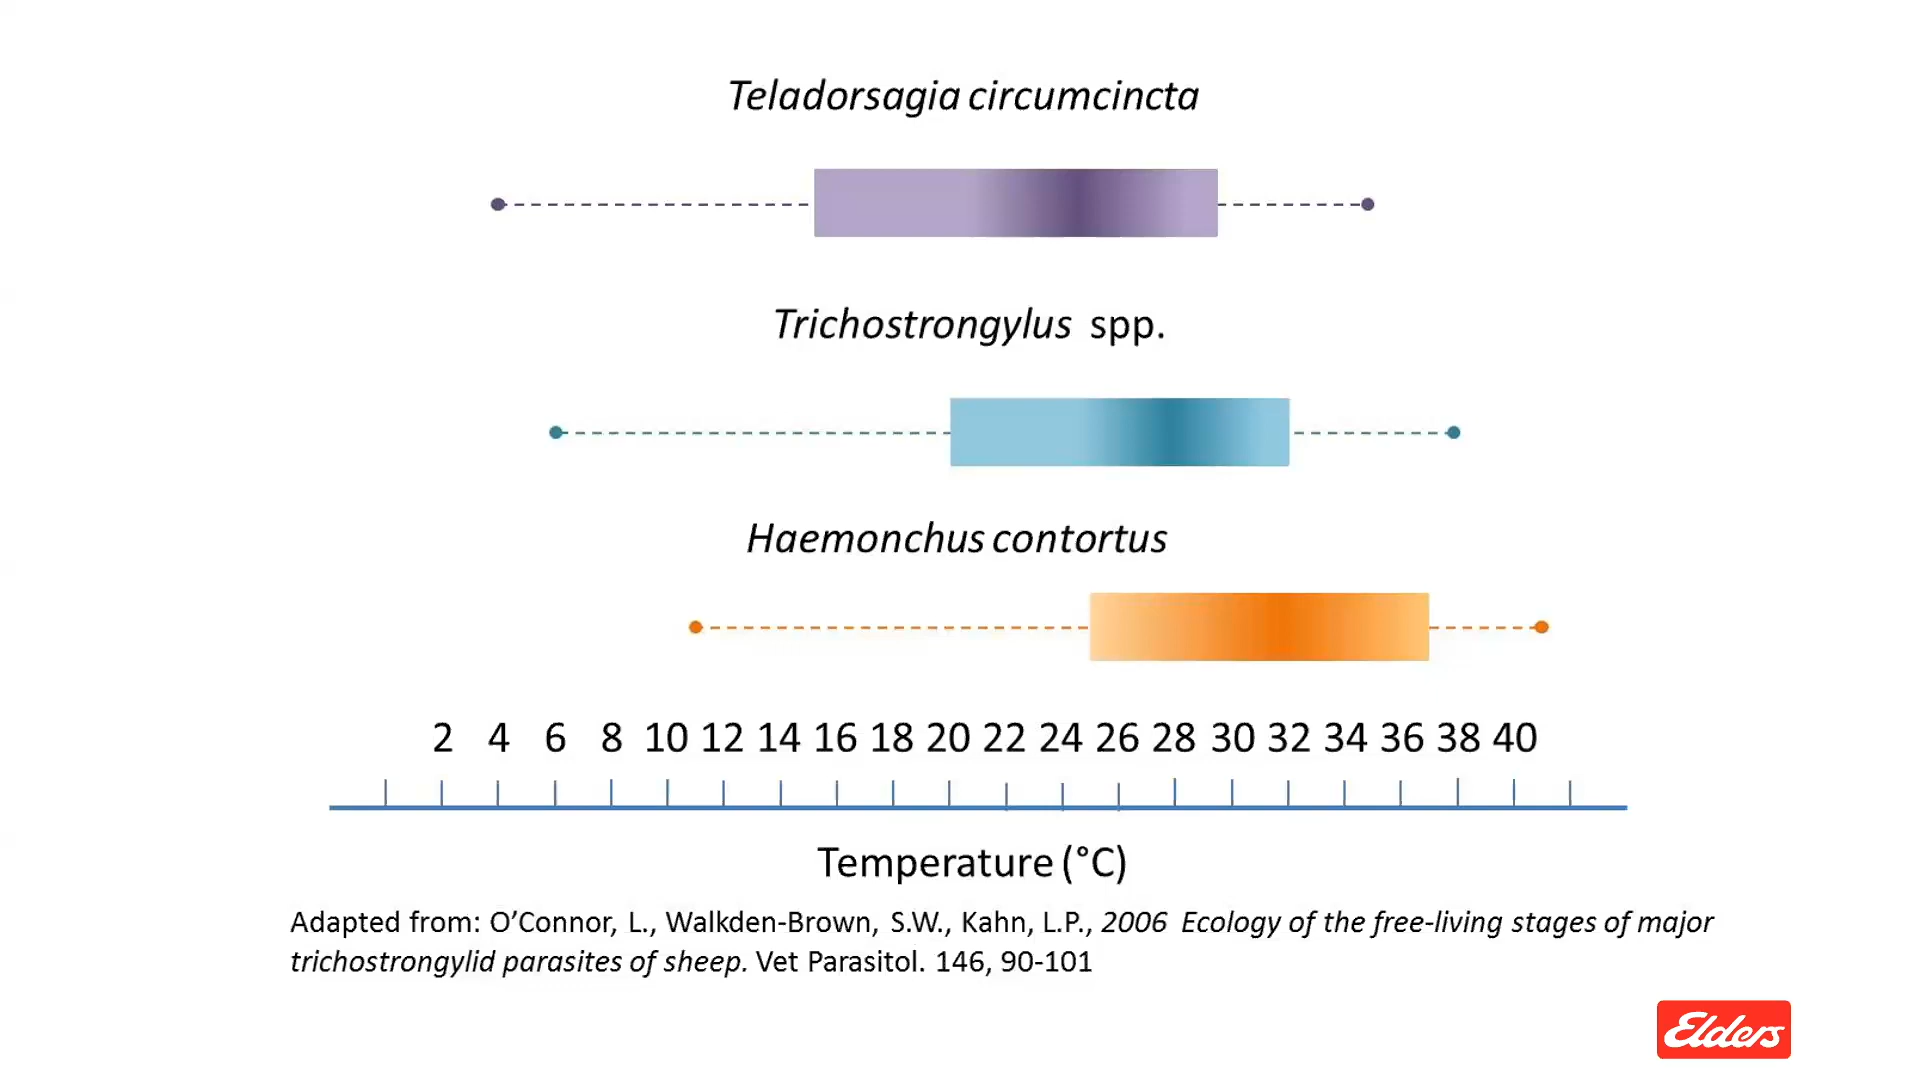 Teladorsagia circumcincta
Trichostrongylus spp.
Haemonchus contortus
2 4 6 8 10 12 14 16 18 20 22 24 26 28 30 32 34 36 38 40
Temperature (°C)
Adapted from: O’Connor, L., Walkden-Brown, S.W., Kahn, L.P., 2006 Ecology of the free-living stages of major
trichostrongylid parasites of sheep. Vet Parasitol. 146, 90-101
Elders